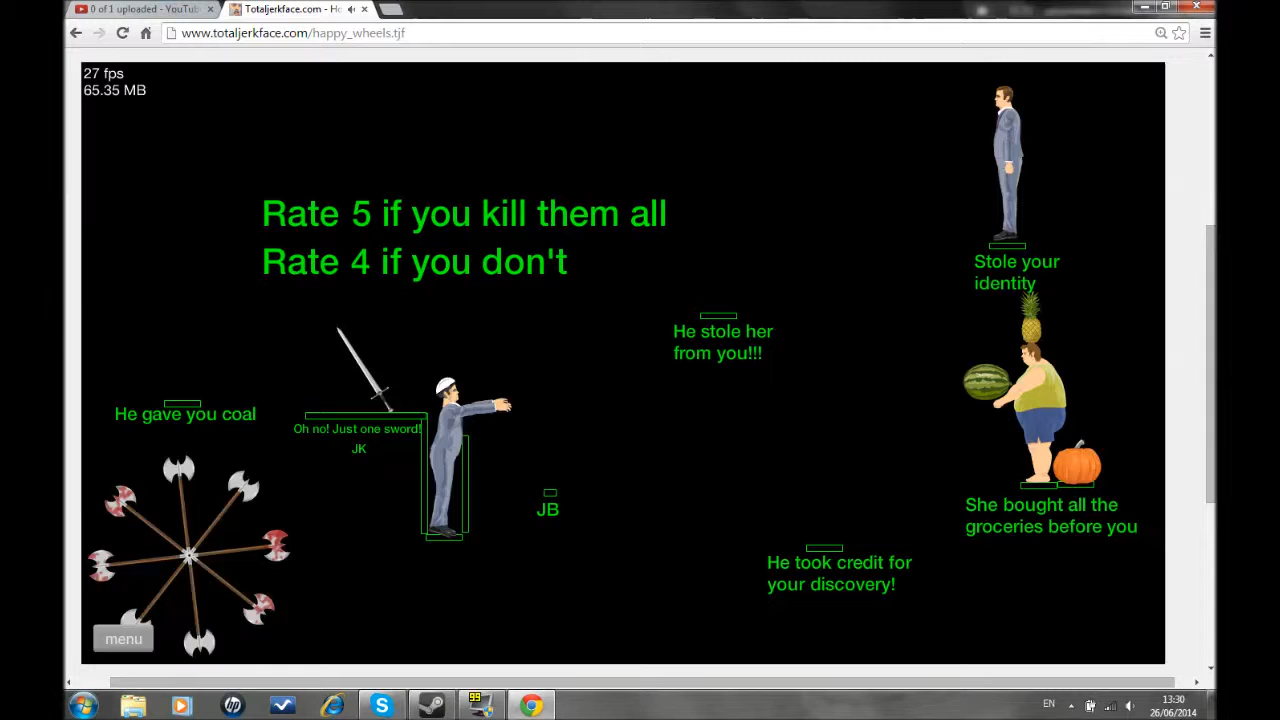 0 of 1 uploaded - YouTub
Totaljerkface.com - Ho
www.totaljerkface.com/happy_wheels.tjf
27 fps
65.35 MB
Rate 5 if you kill them all
Rate 4 if you don't
Stole your
identity
He stole her
from you!!!
He gave you coal
Oh no! Just one sword!
JK
JB
She bought all the
groceries before you
He took credit for
your discovery!
menu
hp
99
EN
13:30
26/06/2014